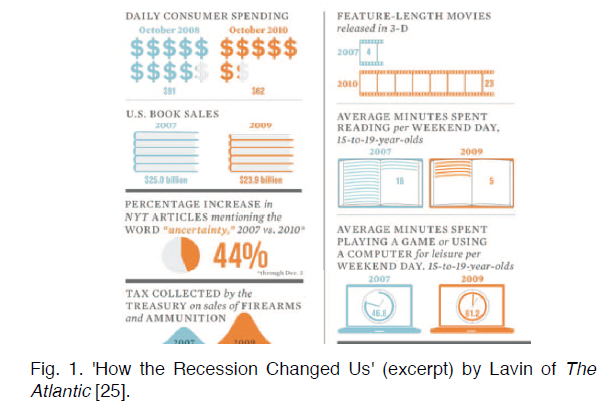 DAILY CONSUMER SPENDING
October 2008 October 2010
$$$$$ $$$$$
$$$$$ $$
$91 $62
U.S. BOOK SALES
2007 2009
$25.9 billion $23.9 billion
PERCENTAGE INCREASE in
NYT ARTICLES mentioning the
WORD "uncertainty," 2007 vs. 2010*
44%
*through Dec. 2
TAX COLLECTED by the
TREASURY on sales of FIREARMS
and AMMUNITION
2007 2009
FEATURE-LENGTH MOVIES
released in 3-D
2007 4
2010 23
AVERAGE MINUTES SPENT
READING per WEEKEND DAY,
15-to-19-year-olds
2007 2009
5
AVERAGE MINUTES SPENT
PLAYING A GAME or USING
A COMPUTER for leisure per
WEEKEND DAY, 15-to-19-year-olds
2007 2009
46.8 61.2
Fig. 1. 'How the Recession Changed Us' (excerpt) by Lavin of The
Atlantic [25].